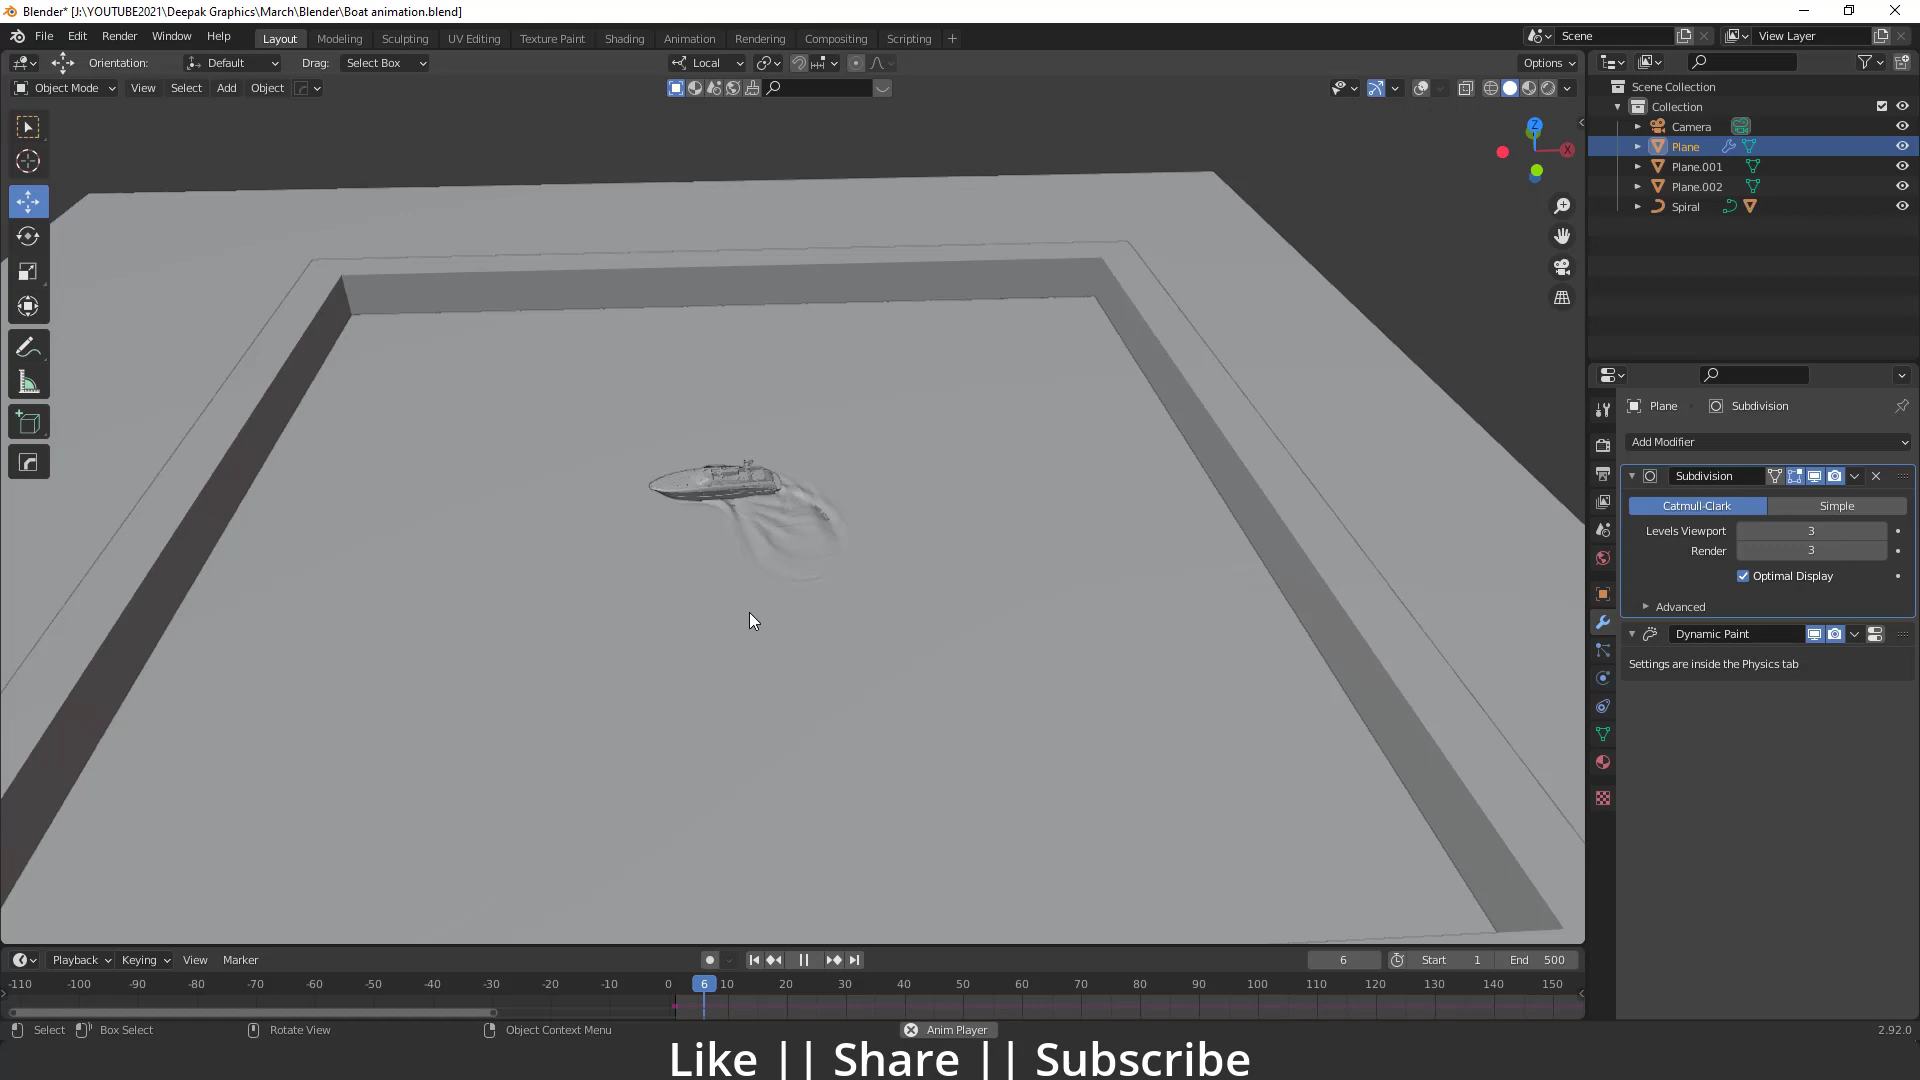 Blender* [J:\YOUTUBE2021\Deepak Graphics\March\Blender\Boat animation.blend]
File Edit Render Window Help Layout Modeling Sculpting UV Editing Texture Paint Shading Animation Rendering Compositing Scripting Scene View Layer
Orientation: Default Drag: Select Box Local Options
Object Mode View Select Add Object
Scene Collection
Collection
Camera
Plane
Plane.001
Plane.002
Spiral
Z
X
Plane Subdivision
Add Modifier
Subdivision
Catmull-Clark Simple
Levels Viewport 3
Render 3
Optimal Display
Advanced
Dynamic Paint
Settings are inside the Physics tab
Playback Keying View Marker 6 Start 1 End 500
-110 -100 -90 -80 -70 -60 -50 -40 -30 -20 -10 0 6 10 20 30 40 50 60 70 80 90 100 110 120 130 140 150
Select Box Select Rotate View Object Context Menu Anim Player 2.92.0
Like || Share || Subscribe